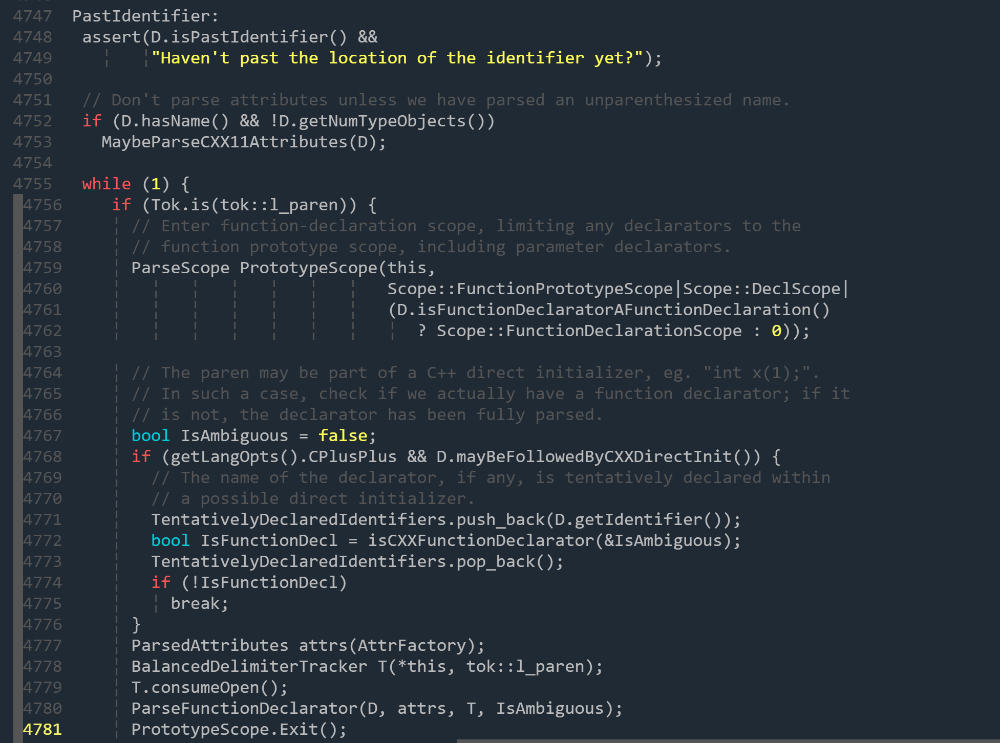 4747 PastIdentifier:
4748 assert(D.isPastIdentifier() &&
4749 "Haven't past the location of the identifier yet?");
4750
4751 // Don't parse attributes unless we have parsed an unparenthesized name.
4752 if (D.hasName() && !D.getNumTypeObjects())
4753 MaybeParseCXX11Attributes(D);
4754
4755 while (1) {
4756 if (Tok.is(tok::l_paren)) {
4757 // Enter function-declaration scope, limiting any declarators to the
4758 // function prototype scope, including parameter declarators.
4759 ParseScope PrototypeScope(this,
4760 Scope::FunctionPrototypeScope|Scope::DeclScope|
4761 (D.isFunctionDeclaratorAFunctionDeclaration()
4762 ? Scope::FunctionDeclarationScope : 0));
4763
4764 // The paren may be part of a C++ direct initializer, eg. "int x(1);".
4765 // In such a case, check if we actually have a function declarator; if it
4766 // is not, the declarator has been fully parsed.
4767 bool IsAmbiguous = false;
4768 if (getLangOpts().CPlusPlus && D.mayBeFollowedByCXXDirectInit()) {
4769 // The name of the declarator, if any, is tentatively declared within
4770 // a possible direct initializer.
4771 TentativelyDeclaredIdentifiers.push_back(D.getIdentifier());
4772 bool IsFunctionDecl = isCXXFunctionDeclarator(&IsAmbiguous);
4773 TentativelyDeclaredIdentifiers.pop_back();
4774 if (!IsFunctionDecl)
4775 break;
4776 }
4777 ParsedAttributes attrs(AttrFactory);
4778 BalancedDelimiterTracker T(*this, tok::l_paren);
4779 T.consumeOpen();
4780 ParseFunctionDeclarator(D, attrs, T, IsAmbiguous);
4781 PrototypeScope.Exit();